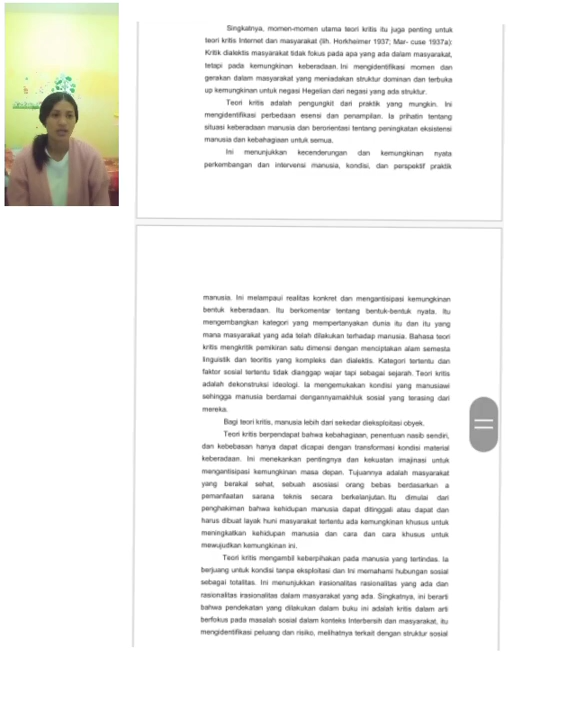 Singkatnya, momen-momen utama teori kritis itu juga penting untuk
teori kritis Internet dan masyarakat (lih. Horkheimer 1937; Mar- cuse 1937a):
Kritik dialektis masyarakat tidak fokus pada apa yang ada dalam masyarakat,
tetapi pada kemungkinan keberadaan. Ini mengidentifikasi momen dan
gerakan dalam masyarakat yang meniadakan struktur dominan dan terbuka
up kemungkinan untuk negasi Hegelian dari negasi yang ada struktur.
Teori kritis adalah pengungkit dari praktik yang mungkin. Ini
mengidentifikasi perbedaan esensi dan penampilan. Ia prihatin tentang
situasi keberadaan manusia dan berorientasi tentang peningkatan eksistensi
manusia dan kebahagiaan untuk semua.
Ini menunjukkan kecenderungan dan kemungkinan nyata
perkembangan dan intervensi manusia, kondisi, dan perspektif praktik
manusia. Ini melampaui realitas konkret dan mengantisipasi kemungkinan
bentuk keberadaan. Itu berkomentar tentang bentuk-bentuk nyata. Itu
mengembangkan kategori yang mempertanyakan dunia itu dan itu yang
mana masyarakat yang ada telah dilakukan terhadap manusia. Bahasa teori
kritis mengkritik pemikiran satu dimensi dengan menciptakan alam semesta
linguistik dan teoritis yang kompleks dan dialektis. Kategori tertentu dan
faktor sosial tertentu tidak dianggap wajar tapi sebagai sejarah. Teori kritis
adalah dekonstruksi ideologi. Ia mengemukakan kondisi yang manusiawi
sehingga manusia berdamai dengannyamakhluk sosial yang terasing dari
mereka.
Bagi teori kritis, manusia lebih dari sekedar dieksploitasi obyek.
Teori kritis berpendapat bahwa kebahagiaan, penentuan nasib sendiri,
dan kebebasan hanya dapat dicapai dengan transformasi kondisi material
keberadaan. Ini menekankan pentingnya dan kekuatan imajinasi untuk
mengantisipasi kemungkinan masa depan. Tujuannya adalah masyarakat
yang berakal sehat, sebuah asosiasi orang bebas berdasarkan a
pemanfaatan sarana teknis secara berkelanjutan. Itu dimulai dari
penghakiman bahwa kehidupan manusia dapat ditinggali atau dapat dan
harus dibuat layak huni masyarakat tertentu ada kemungkinan khusus untuk
meningkatkan kehidupan manusia dan cara dan cara khusus untuk
mewujudkan kemungkinan ini.
Teori kritis mengambil keberpihakan pada manusia yang tertindas. Ia
berjuang untuk kondisi tanpa eksploitasi dan Ini memahami hubungan sosial
sebagai totalitas. Ini menunjukkan irasionalitas rasionalitas yang ada dan
rasionalitas irasionalitas dalam masyarakat yang ada. Singkatnya, ini berarti
bahwa pendekatan yang dilakukan dalam buku ini adalah kritis dalam arti
berfokus pada masalah sosial dalam konteks Interbersih dan masyarakat, itu
mengidentifikasi peluang dan risiko, melihatnya terkait dengan struktur sosial